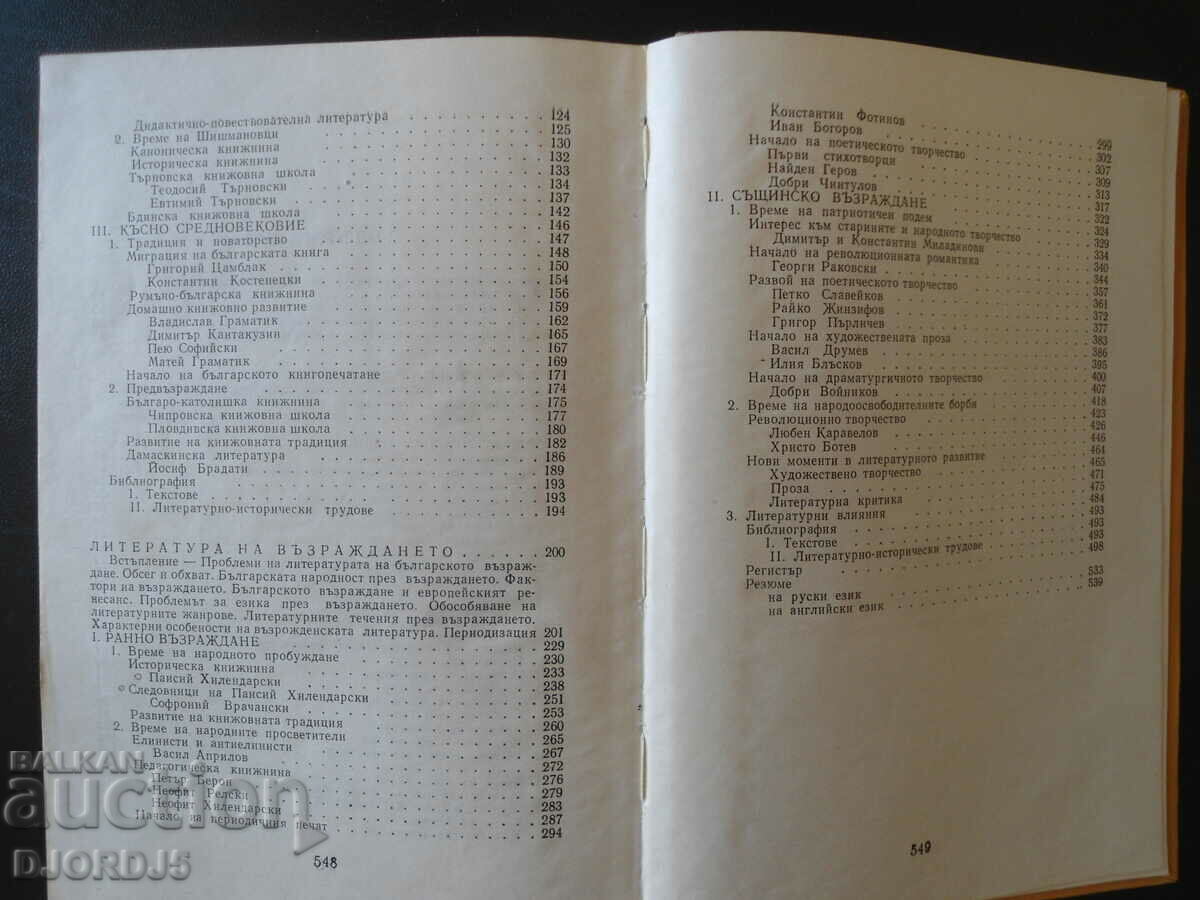 Дидактично-повествователна литература 124
2. Време на Шишмановци 125
Каноническа книжнина 130
Историческа книжнина 132
Търновска книжовна школа 133
Теодосий Търновски 134
Евтимий Търновски 137
Бдинска книжовна школа 142
III. КЪСНО СРЕДНОВЕКОВИЕ 146
1. Традиция и новаторство 147
Миграция на българската книга 148
Григорий Цамблак 150
Константин Костенецки 154
Румъно-българска книжнина 156
Домашно книжовно развитие 159
Владислав Граматик 162
Димитър Кантакузин 165
Пею Софийски 167
Матей Граматик 169
Начало на българското книгопечатане 171
2. Предвъзраждане 174
Българо-католишка книжнина 175
Чипровска книжовна школа 177
Пловдивска книжовна школа 180
Развитие на книжовната традиция 182
Дамаскинска литература 186
Йосиф Брадати 189
Библиография 193
I. Текстове 193
II. Литературно-исторически трудове 194
ЛИТЕРАТУРА НА ВЪЗРАЖДАНЕТО 200
Встъпление — Проблеми на литературата на българското възраж-
дане. Обсег и обхват. Българската народност през възраждането. Фак-
тори на възраждането. Българското възраждане и европейският ре-
несанс. Проблемът за езика през възраждането. Обособяване на
литературните жанрове. Литературните течения през възраждането.
Характерни особености на възрожденската литература. Периодизация 201
I. РАННО ВЪЗРАЖДАНЕ 229
1. Време на народното пробуждане 230
Историческа книжнина 233
Паисий Хилендарски 238
Следовници на Паисий Хилендарски 251
Софроний Врачански 253
Развитие на книжовната традиция 260
2. Време на народните просветители 265
Елинисти и антиелинисти 267
Васил Априлов 272
Педагогическа книжнина 276
Петър Берон 279
Неофит Рилски 283
Неофит Хилендарски 287
Начало на периодичния печат 294
548
Константин Фотинов 299
Иван Богоров 302
Начало на поетическото творчество 307
Първи стихотворци 309
Найден Геров 313
Добри Чинтулов 317
II. СЪЩИНСКО ВЪЗРАЖДАНЕ 322
1. Време на патриотичен подем 324
Интерес към старините и народното творчество 329
Димитър и Константин Миладинови 334
Начало на революционната романтика 340
Георги Раковски 344
Развой на поетическото творчество 357
Петко Славейков 361
Райко Жинзифов 372
Григор Пърличев 377
Начало на художествената проза 383
Васил Друмев 386
Илия Блъсков 395
Начало на драматургичното творчество 400
Добри Войников 407
2. Време на народоосвободителните борби 418
Революционно творчество 423
Любен Каравелов 426
Христо Ботев 446
Нови моменти в литературното развитие 464
Художествено творчество 465
Проза 471
Литературна критика 475
3. Литературни влияния 484
Библиография 493
I. Текстове 493
II. Литературно-исторически трудове 493
Регистър 498
Резюме
на руски език 533
на английски език 539
549
BALKAN
auction
DJORDJ5